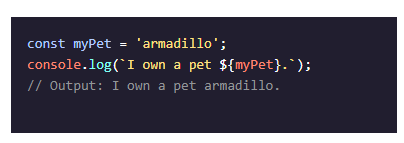 const myPet = 'armadillo';
console.log(`I own a pet ${myPet}.`);
// Output: I own a pet armadillo.